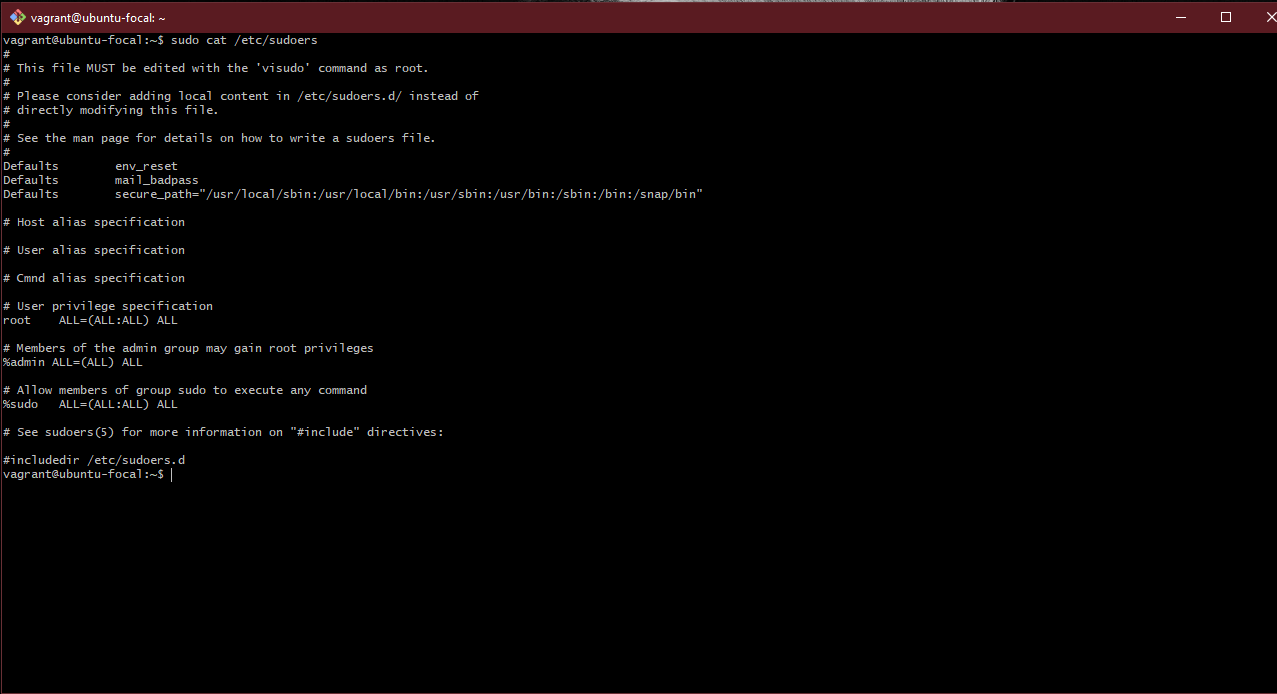 vagrant@ubuntu-focal: ~
vagrant@ubuntu-focal:~$ sudo cat /etc/sudoers
#
# This file MUST be edited with the 'visudo' command as root.
#
# Please consider adding local content in /etc/sudoers.d/ instead of
# directly modifying this file.
#
# See the man page for details on how to write a sudoers file.
#
Defaults        env_reset
Defaults        mail_badpass
Defaults        secure_path="/usr/local/sbin:/usr/local/bin:/usr/sbin:/usr/bin:/sbin:/bin:/snap/bin"

# Host alias specification

# User alias specification

# Cmnd alias specification

# User privilege specification
root    ALL=(ALL:ALL) ALL

# Members of the admin group may gain root privileges
%admin ALL=(ALL) ALL

# Allow members of group sudo to execute any command
%sudo   ALL=(ALL:ALL) ALL

# See sudoers(5) for more information on "#include" directives:

#includedir /etc/sudoers.d
vagrant@ubuntu-focal:~$